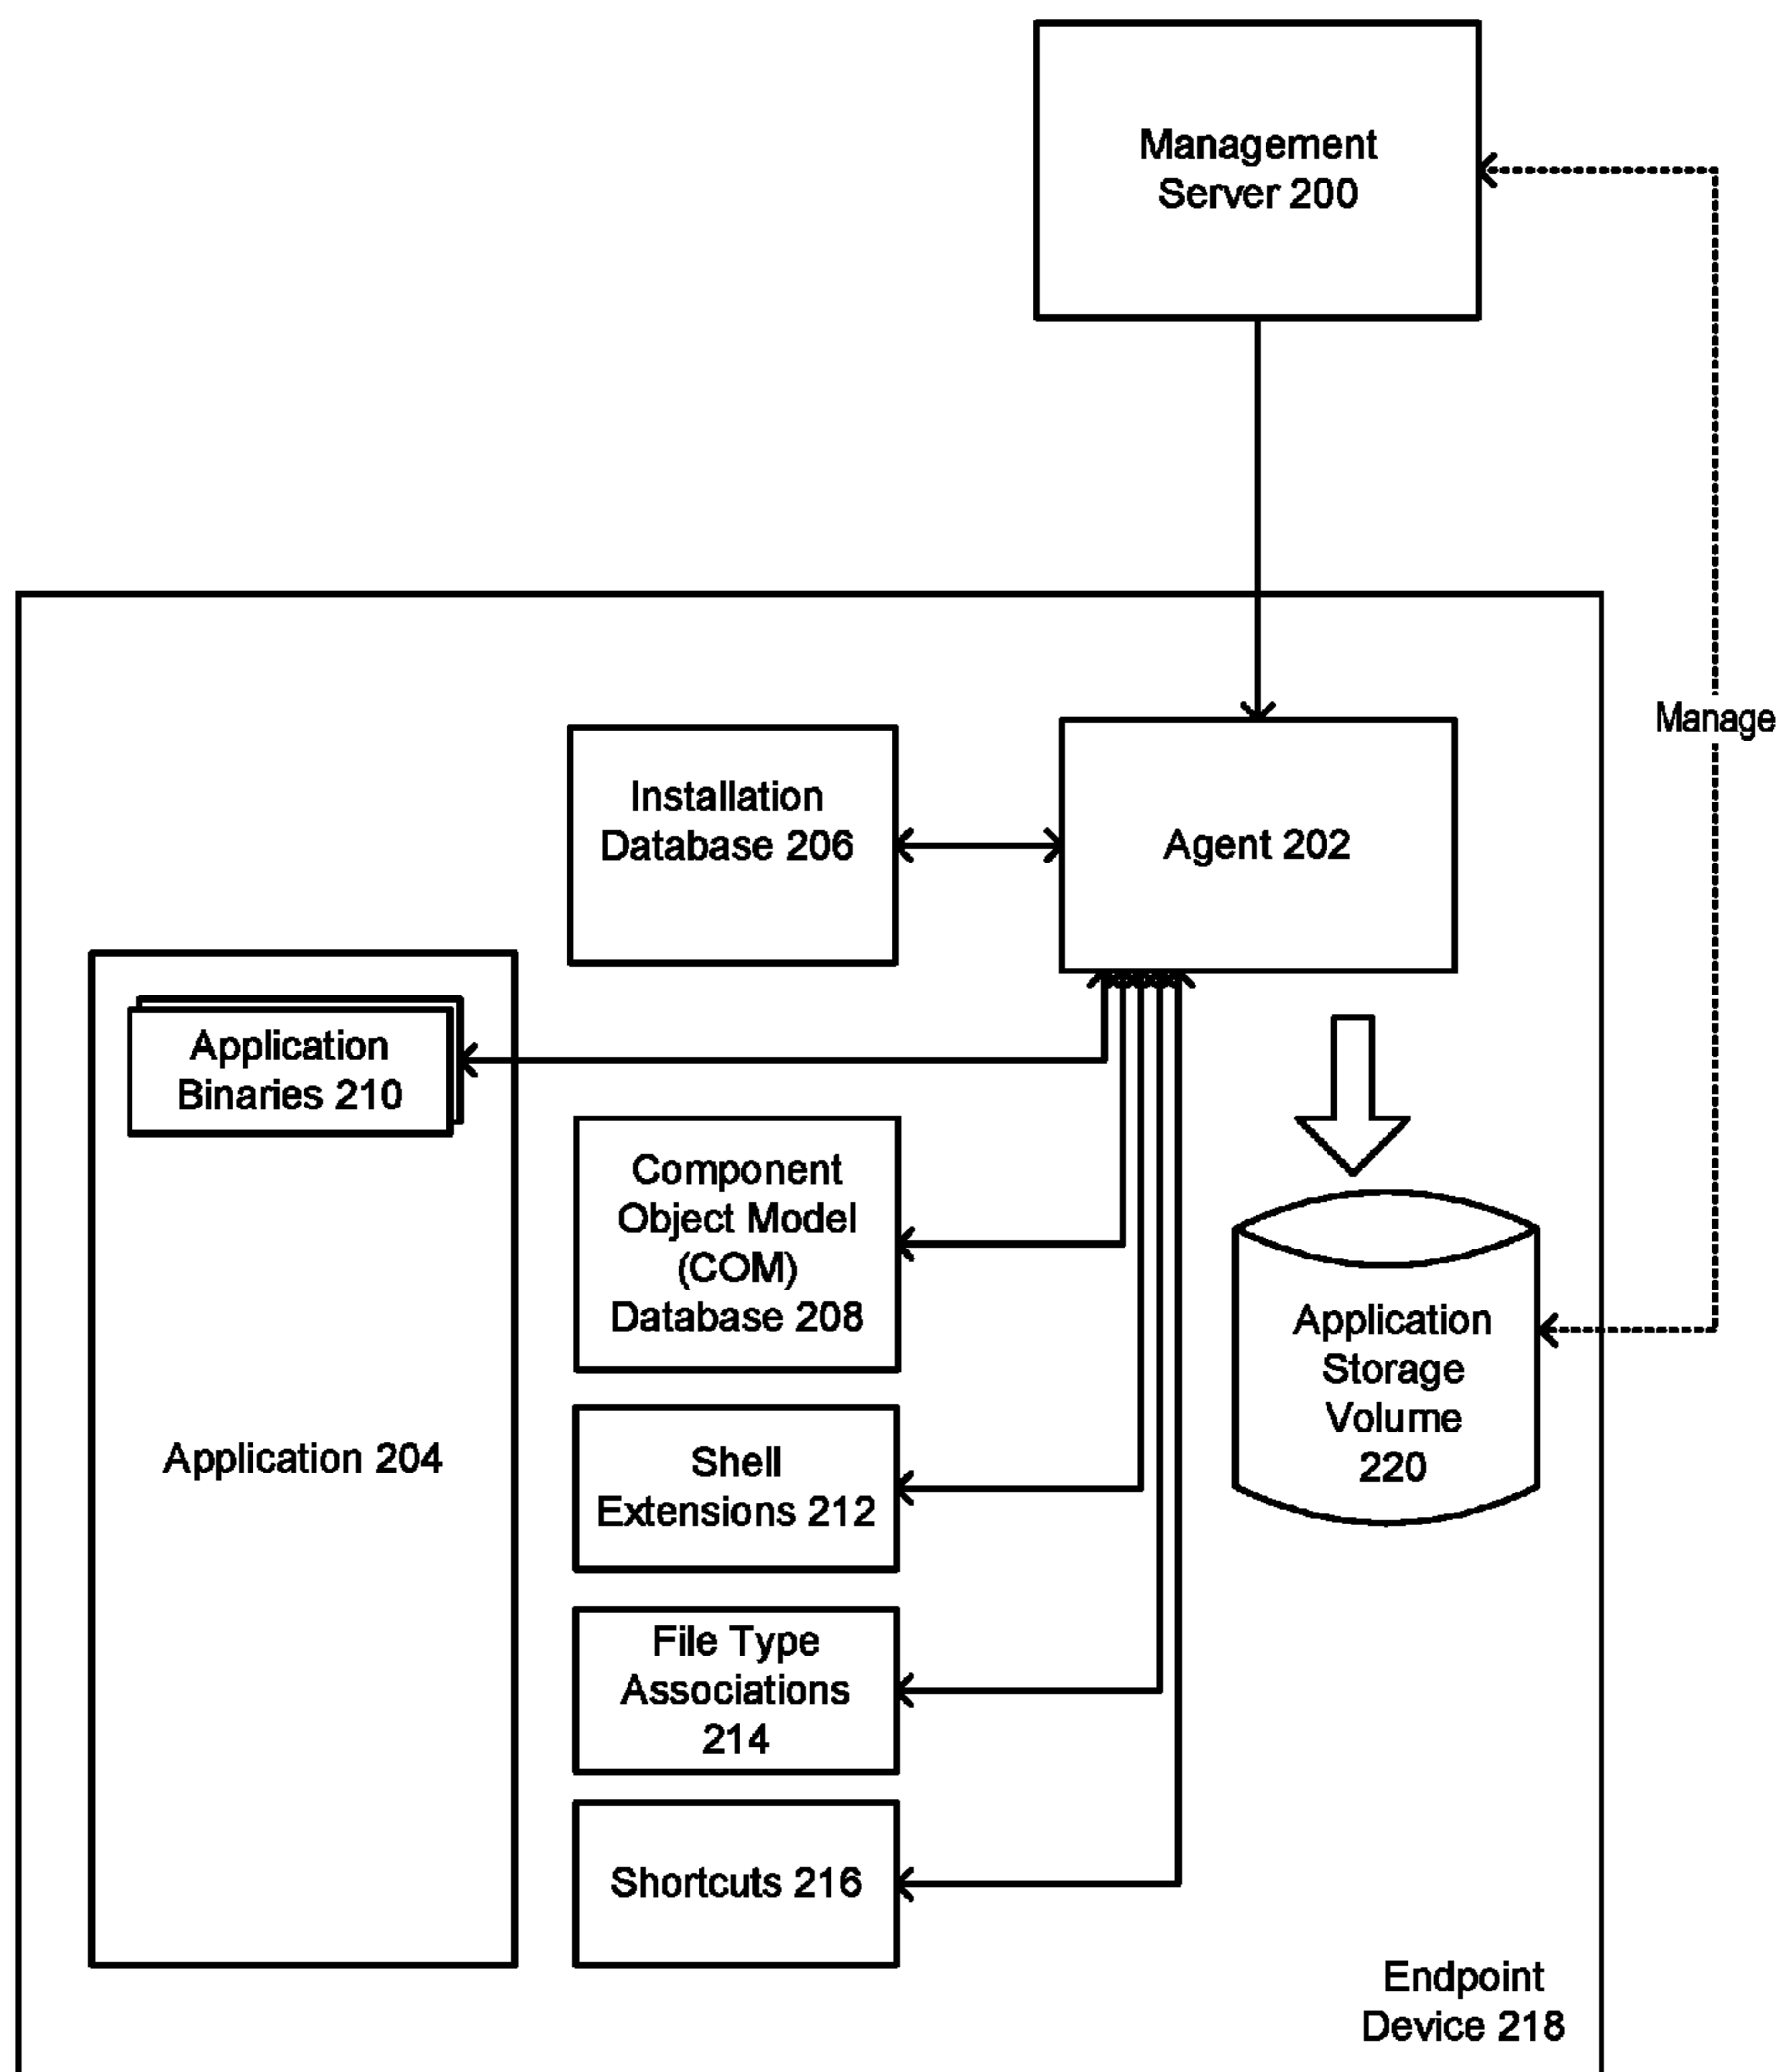 Management
Server 200
Manage
Installation
Database 206
Agent 202
Application
Binaries 210
Component
Object Model
(COM)
Database 208
Application
Storage
Volume
220
Application 204
Shell
Extensions 212
File Type
Associations
214
Shortcuts 216
Endpoint
Device 218